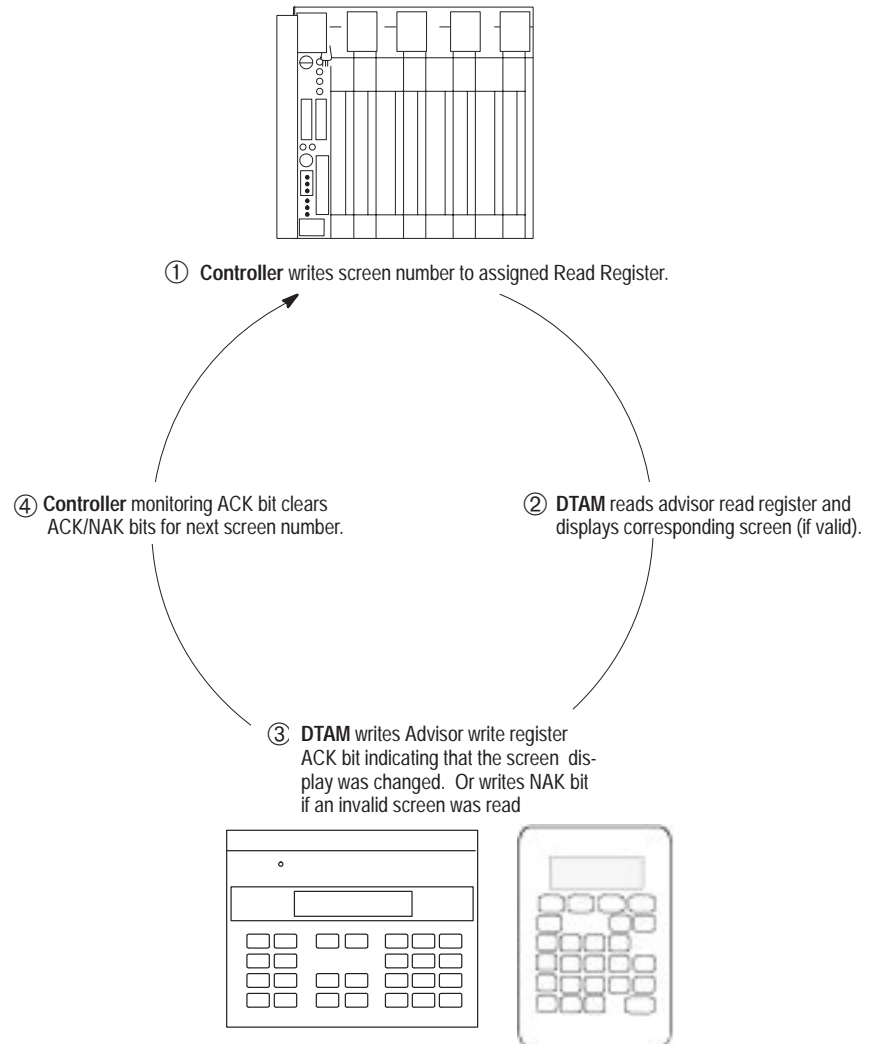 ① Controller writes screen number to assigned Read Register.
② DTAM reads advisor read register and
displays corresponding screen (if valid).
③ DTAM writes Advisor write register
ACK bit indicating that the screen dis-
play was changed. Or writes NAK bit
if an invalid screen was read
④ Controller monitoring ACK bit clears
ACK/NAK bits for next screen number.